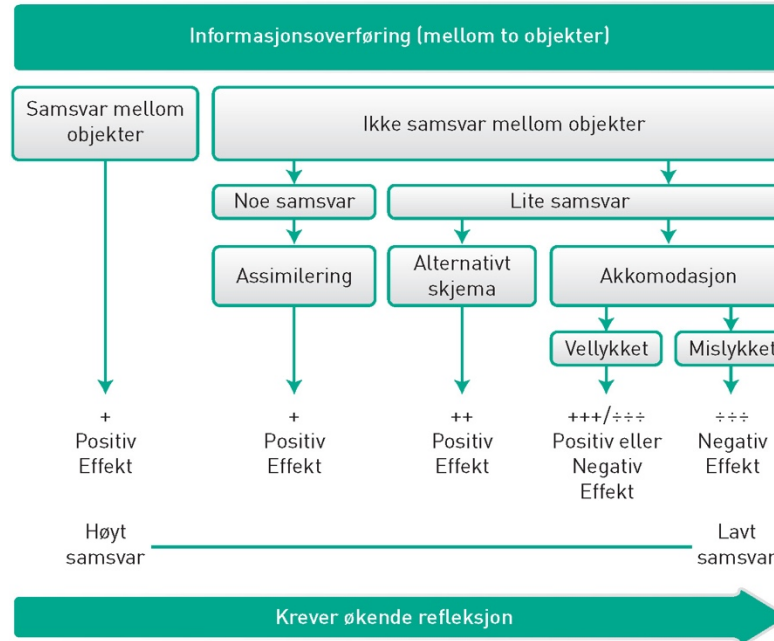 Informasjonsoverføring (mellom to objekter)
Samsvar mellom
objekter
Ikke samsvar mellom objekter
Noe samsvar
Lite samsvar
Assimilering
Alternativt
skjema
Akkomodasjon
Vellykket
Mislykket
+
Positiv
Effekt
+
Positiv
Effekt
++
Positiv
Effekt
+++/÷÷÷
Positiv eller
Negativ
Effekt
÷÷÷
Negativ
Effekt
Høyt
samsvar
Lavt
samsvar
Krever økende refleksjon